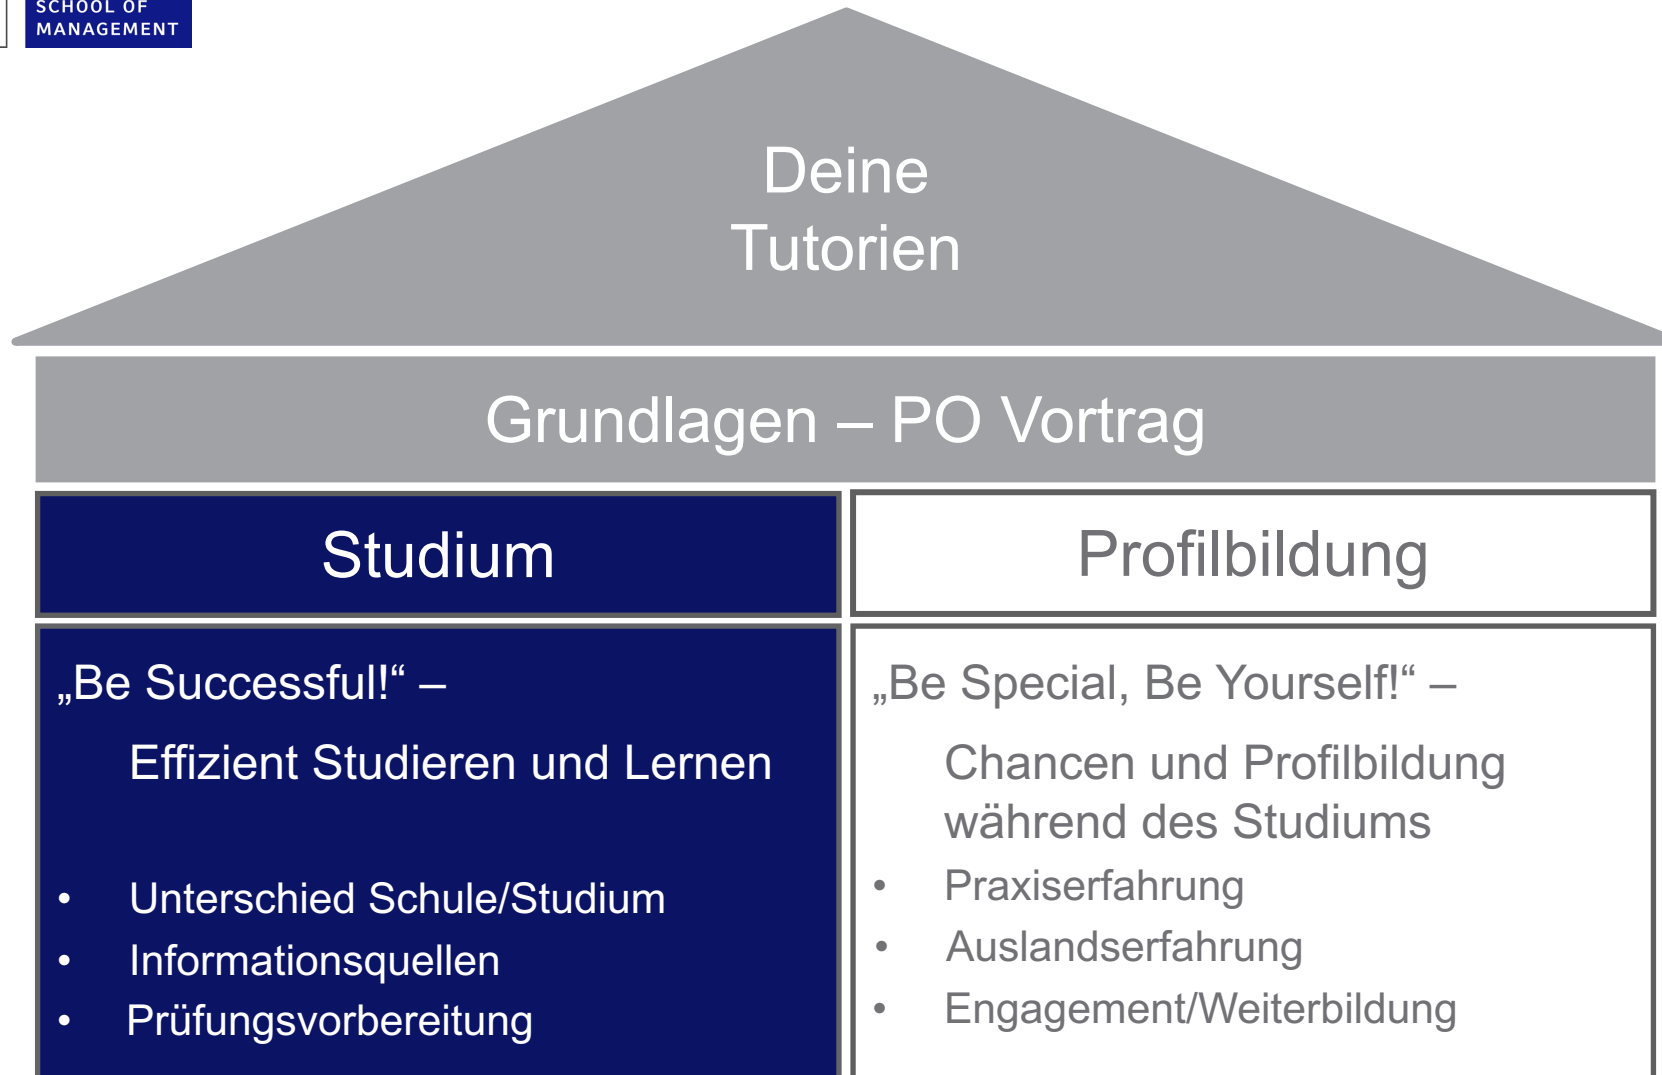 SCHOOL OF
MANAGEMENT
Deine
Tutorien
Grundlagen – PO Vortrag
Studium
„Be Successful!“ –
Effizient Studieren und Lernen
• Unterschied Schule/Studium
• Informationsquellen
• Prüfungsvorbereitung
Profilbildung
„Be Special, Be Yourself!“ –
Chancen und Profilbildung
während des Studiums
• Praxiserfahrung
• Auslandserfahrung
• Engagement/Weiterbildung